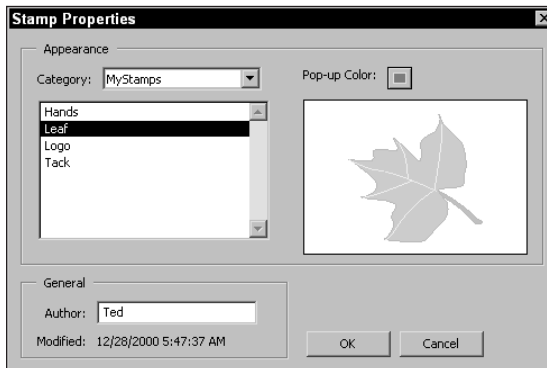 Stamp Properties
Appearance
Category: MyStamps
Pop-up Color:
Hands
Leaf
Logo
Tack
General
Author: Ted
Modified: 12/28/2000 5:47:37 AM
OK
Cancel